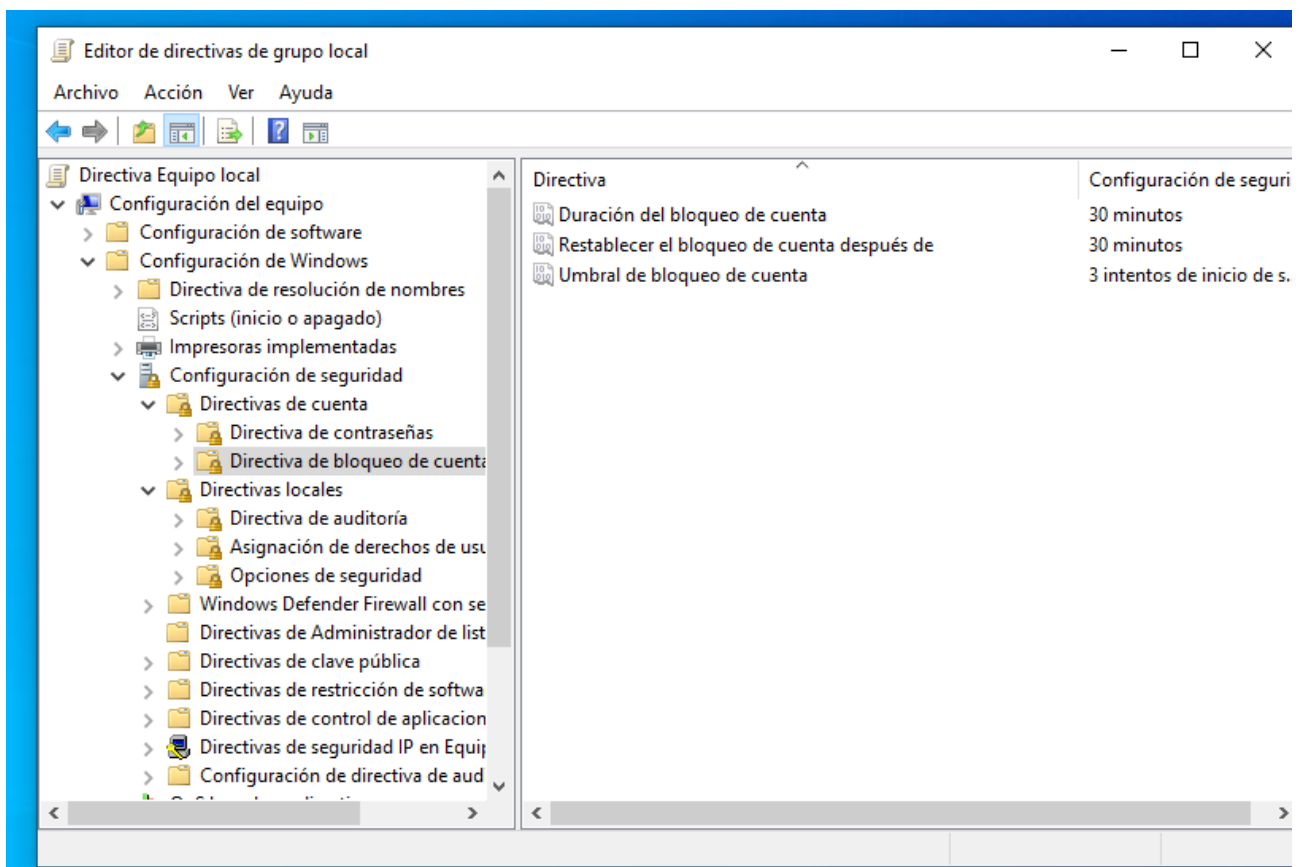 Editor de directivas de grupo local
Archivo Acción Ver Ayuda
Directiva Equipo local
Configuración del equipo
Configuración de software
Configuración de Windows
Directiva de resolución de nombres
Scripts (inicio o apagado)
Impresoras implementadas
Configuración de seguridad
Directivas de cuenta
Directiva de contraseñas
Directiva de bloqueo de cuenta
Directivas locales
Directiva de auditoría
Asignación de derechos de usu
Opciones de seguridad
Windows Defender Firewall con se
Directivas de Administrador de list
Directivas de clave pública
Directivas de restricción de softwa
Directivas de control de aplicacion
Directivas de seguridad IP en Equip
Configuración de directiva de aud
Directiva Configuración de seguri
Duración del bloqueo de cuenta 30 minutos
Restablecer el bloqueo de cuenta después de 30 minutos
Umbral de bloqueo de cuenta 3 intentos de inicio de s...